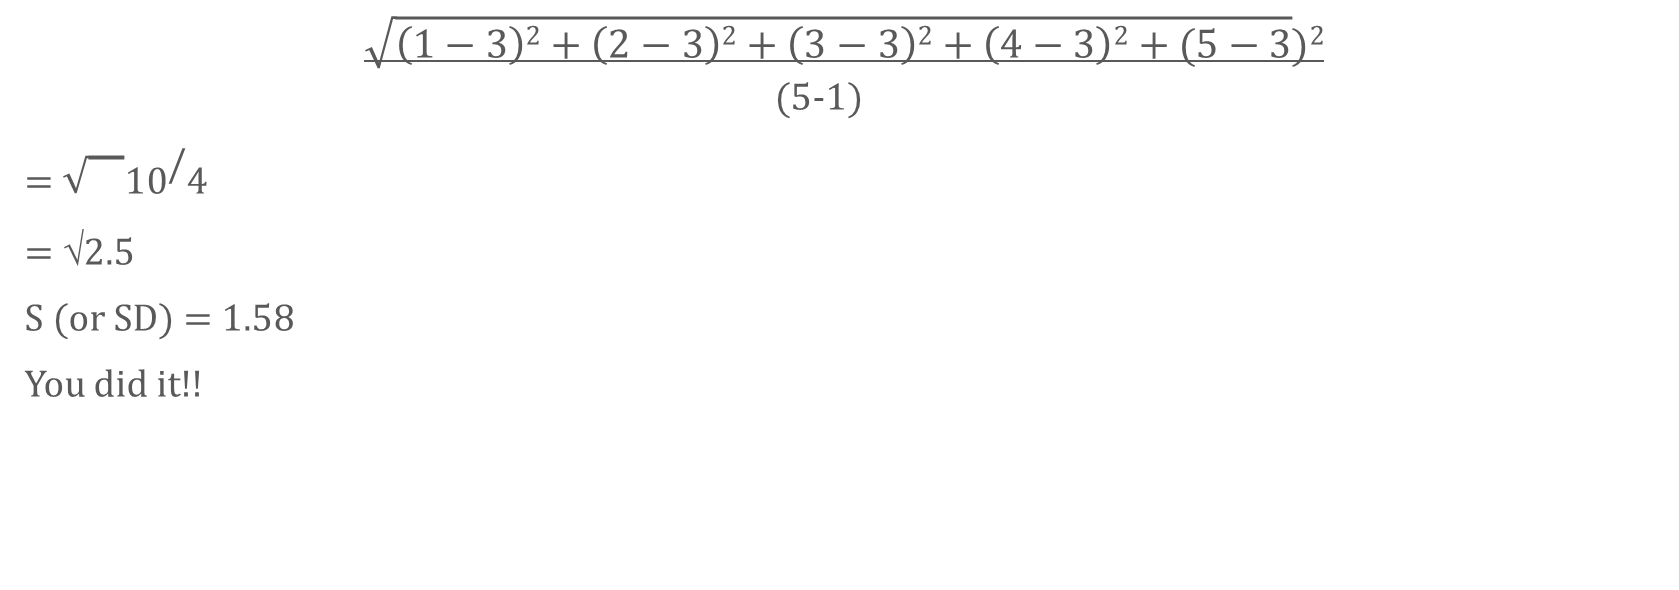 √(1 − 3)² + (2 − 3)² + (3 − 3)² + (4 − 3)² + (5 − 3)²
(5-1)
= √ 10/4
= √2.5
S (or SD) = 1.58
You did it!!